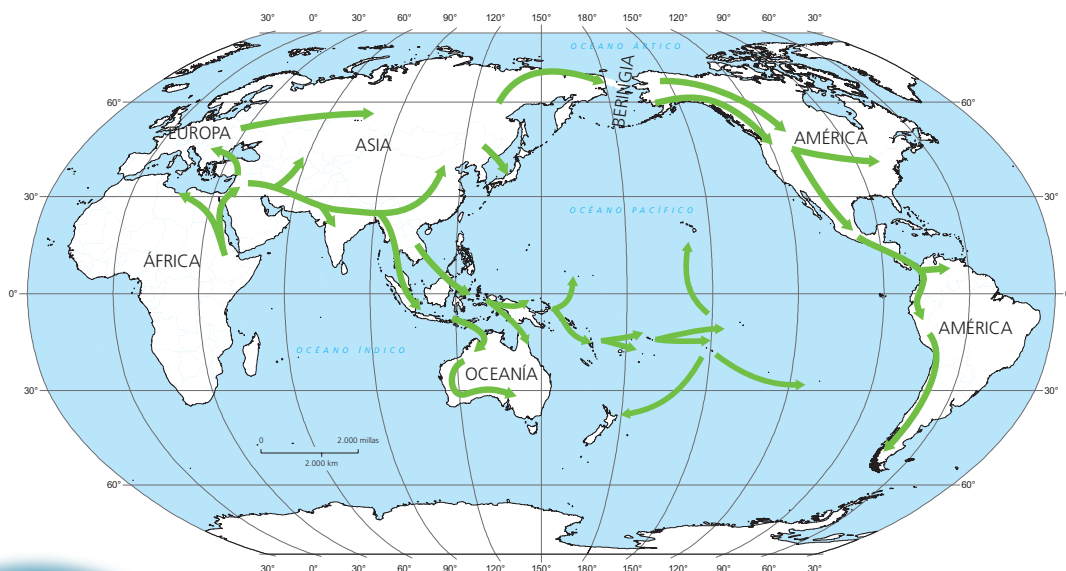 30° 0° 30° 60° 90° 120° 150° 180° 150° 120° 90° 60° 30°
OCÉANO ÁRTICO
BERINGIA
60° 60°
EUROPA
ASIA
AMÉRICA
30° 30°
OCÉANO PACÍFICO
ÁFRICA
0°
AMÉRICA
OCÉANO ÍNDICO
OCEANÍA
30° 30°
0 2.000 millas
2.000 km
60° 60°
30° 0° 30° 60° 90° 120° 150° 180° 150° 120° 90° 60° 30°